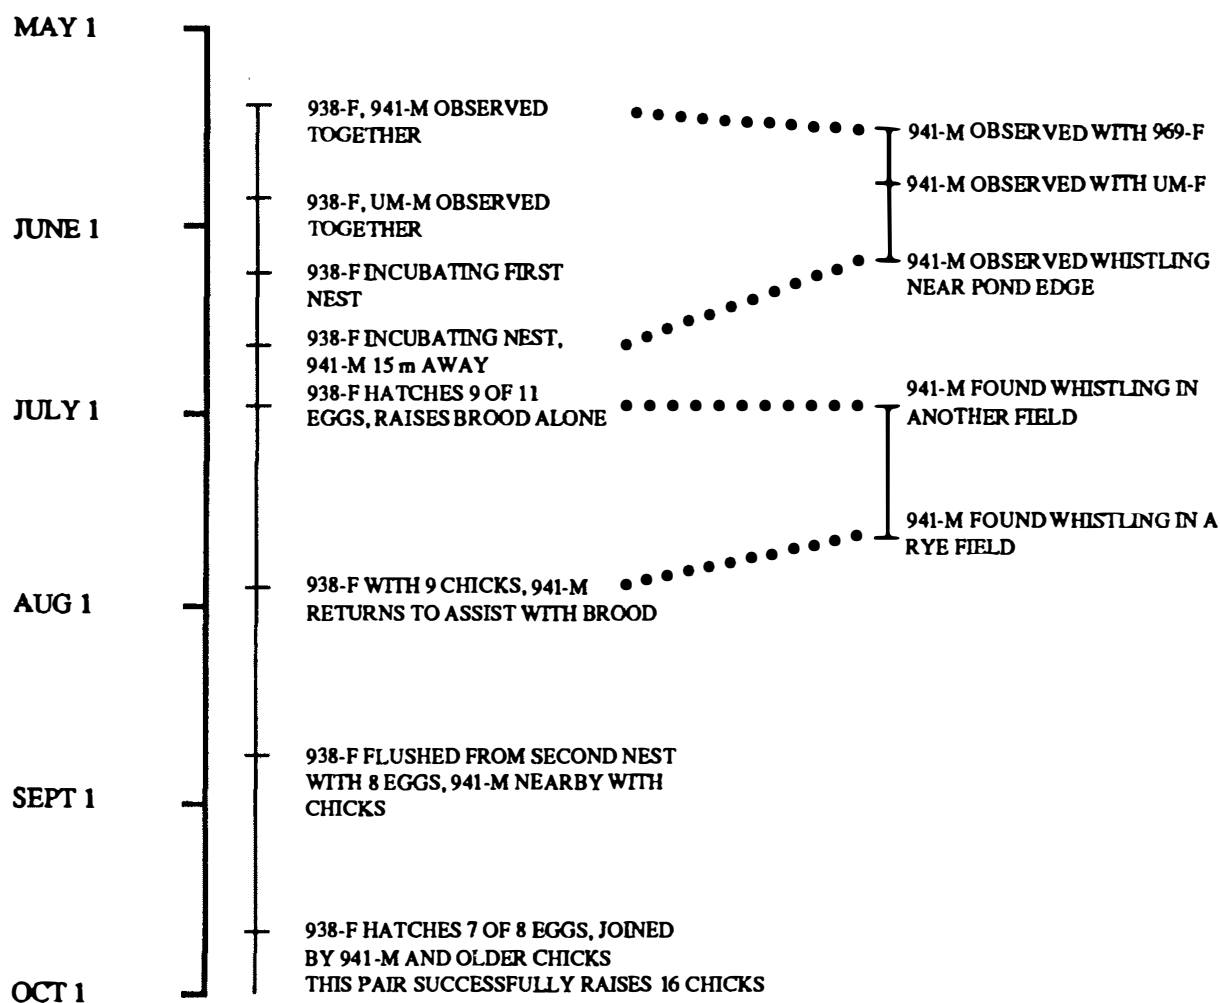 MAY 1
938-F, 941-M OBSERVED
TOGETHER
941-M OBSERVED WITH 969-F
941-M OBSERVED WITH UM-F
938-F, UM-M OBSERVED
TOGETHER
JUNE 1
938-F INCUBATING FIRST
NEST
941-M OBSERVED WHISTLING
NEAR POND EDGE
938-F INCUBATING NEST,
941-M 15 m AWAY
938-F HATCHES 9 OF 11
EGGS, RAISES BROOD ALONE
941-M FOUND WHISTLING IN
ANOTHER FIELD
JULY 1
941-M FOUND WHISTLING IN A
RYE FIELD
938-F WITH 9 CHICKS, 941-M
RETURNS TO ASSIST WITH BROOD
AUG 1
938-F FLUSHED FROM SECOND NEST
WITH 8 EGGS, 941-M NEARBY WITH
CHICKS
SEPT 1
938-F HATCHES 7 OF 8 EGGS, JOINED
BY 941-M AND OLDER CHICKS
THIS PAIR SUCCESSFULLY RAISES 16 CHICKS
OCT 1